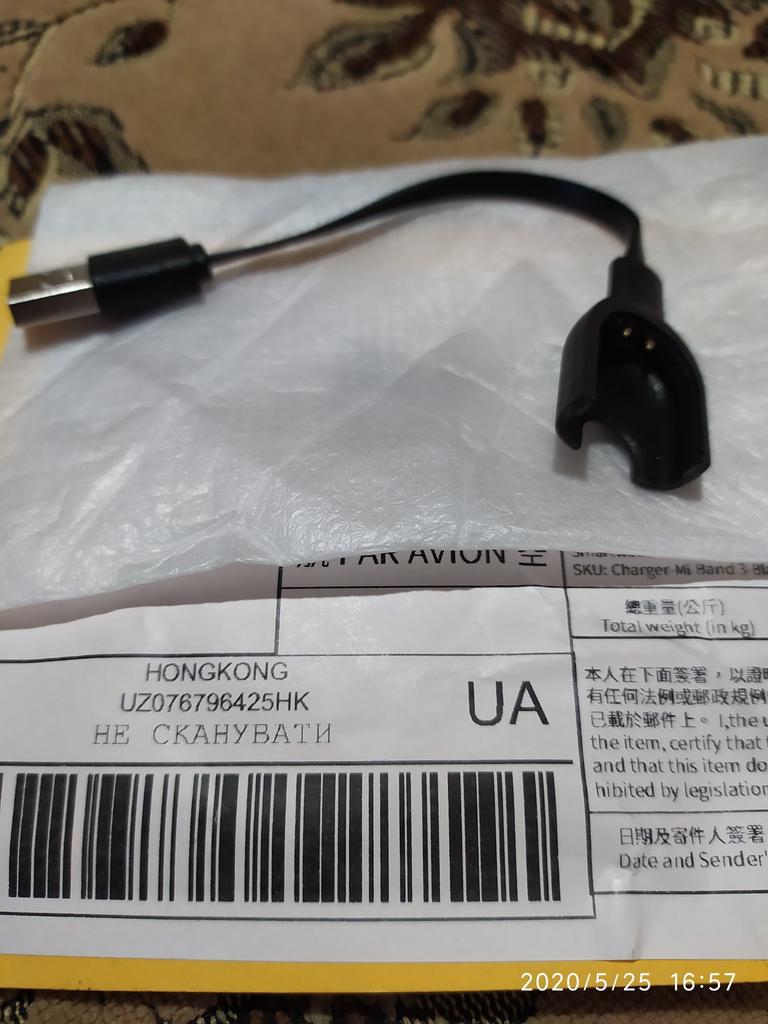 PAR AVION 空
SKU: Charger Mi Band 3-Bla
總重量(公斤)
Total weight (in kg)
HONGKONG
UZ076796425HK
UA
НЕ СКАНУВАТИ
本人在下面簽署，以證明
有任何法例或郵政規例
已載於郵件上。 I,the u
the item, certify that t
and that this item do
hibited by legislation
日期及寄件人簽署
Date and Sender'
2020/5/25 16:57